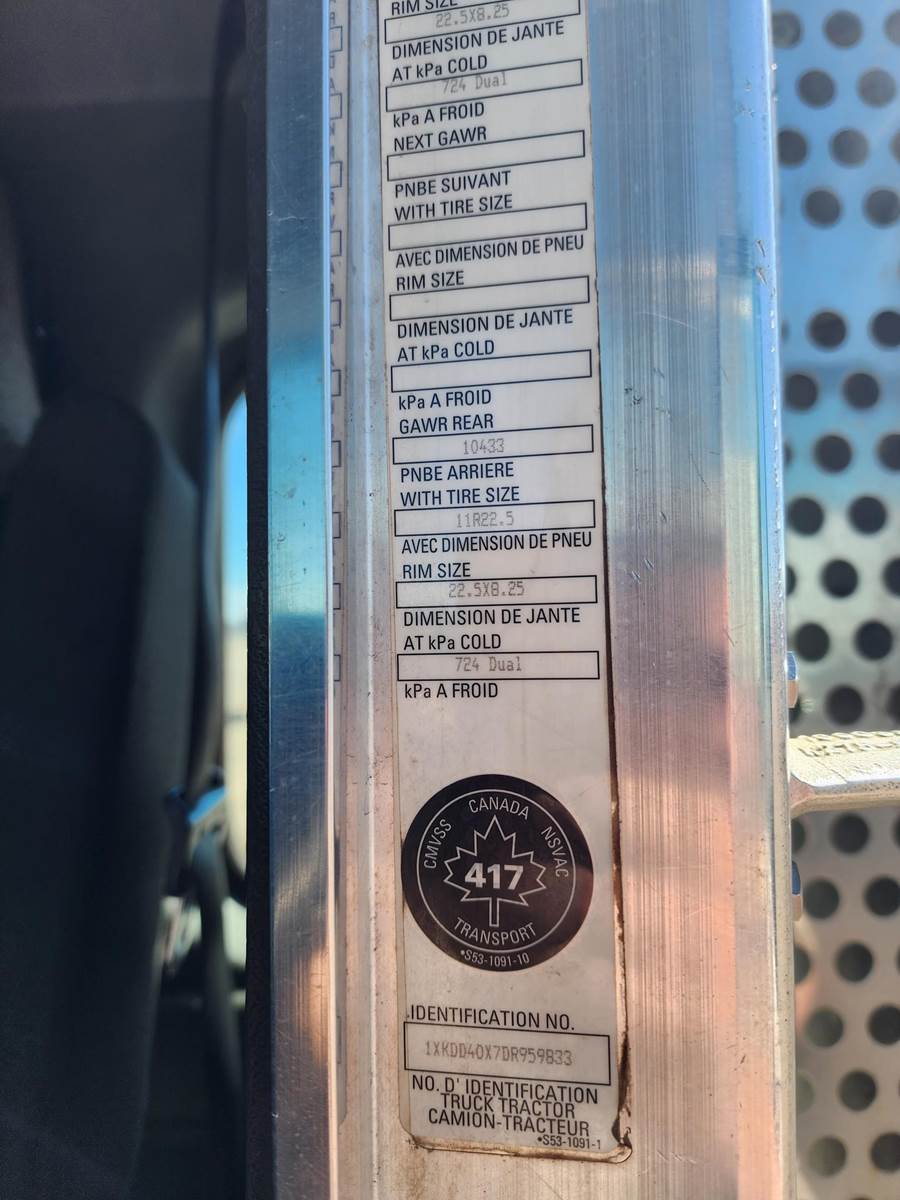 RIM SIZE
22.5X8.25
DIMENSION DE JANTE
AT kPa COLD
724 Dual
kPa A FROID
NEXT GAWR
PNBE SUIVANT
WITH TIRE SIZE
AVEC DIMENSION DE PNEU
RIM SIZE
DIMENSION DE JANTE
AT kPa COLD
kPa A FROID
GAWR REAR
10433
PNBE ARRIERE
WITH TIRE SIZE
11R22.5
AVEC DIMENSION DE PNEU
RIM SIZE
22.5X8.25
DIMENSION DE JANTE
AT kPa COLD
724 Dual
kPa A FROID
CMVSS CANADA NSVAC
417
TRANSPORT
•S53-1091-10
IDENTIFICATION NO.
1XKDD40X7DR959833
NO. D' IDENTIFICATION
TRUCK TRACTOR
CAMION-TRACTEUR
•S53-1091-1